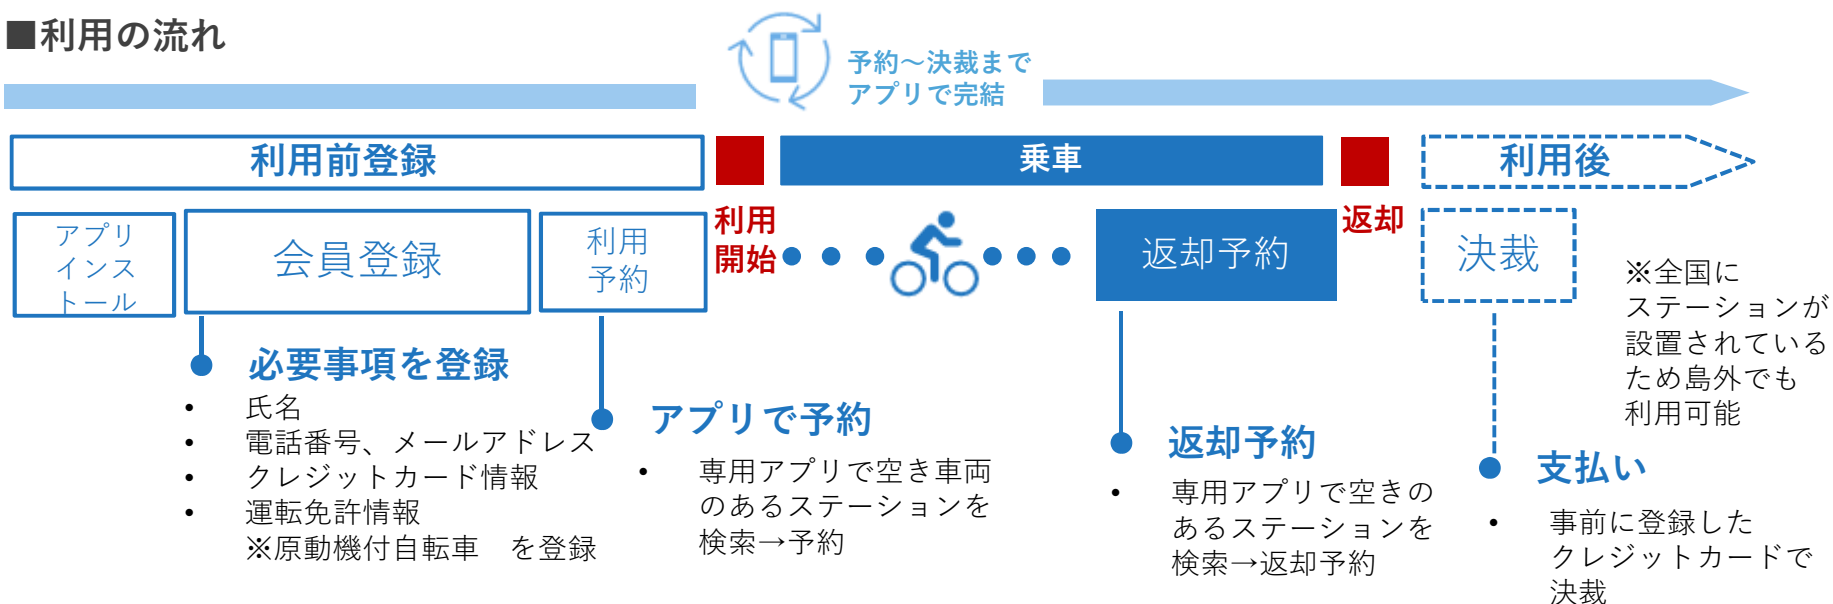 ■利用の流れ
予約～決裁まで
アプリで完結
利用前登録
乗車
利用後
アプリ
インス
トール
会員登録
利用
予約
利用
開始
返却予約
返却
決裁
※全国に
ステーションが
設置されている
ため島外でも
利用可能
必要事項を登録
• 氏名
• 電話番号、メールアドレス
• クレジットカード情報
• 運転免許情報
※原動機付自転車　を登録
アプリで予約
• 専用アプリで空き車両
のあるステーションを
検索→予約
返却予約
• 専用アプリで空きの
あるステーションを
検索→返却予約
支払い
• 事前に登録した
クレジットカードで
決裁